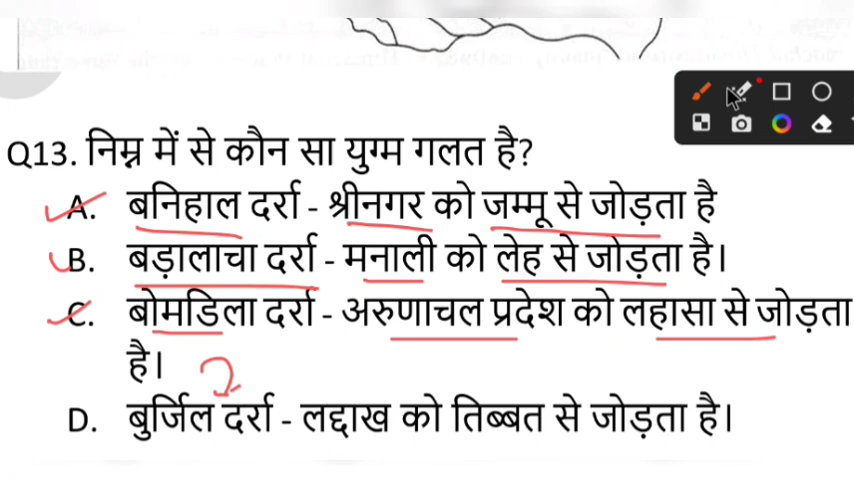 Q13. निम्न में से कौन सा युग्म गलत है?
A. बनिहाल दर्रा - श्रीनगर को जम्मू से जोड़ता है
B. बड़ालाचा दर्रा - मनाली को लेह से जोड़ता है।
C. बोमडिला दर्रा - अरुणाचल प्रदेश को लहासा से जोड़ता
है।
D. बुर्जिल दर्रा - लद्दाख को तिब्बत से जोड़ता है।